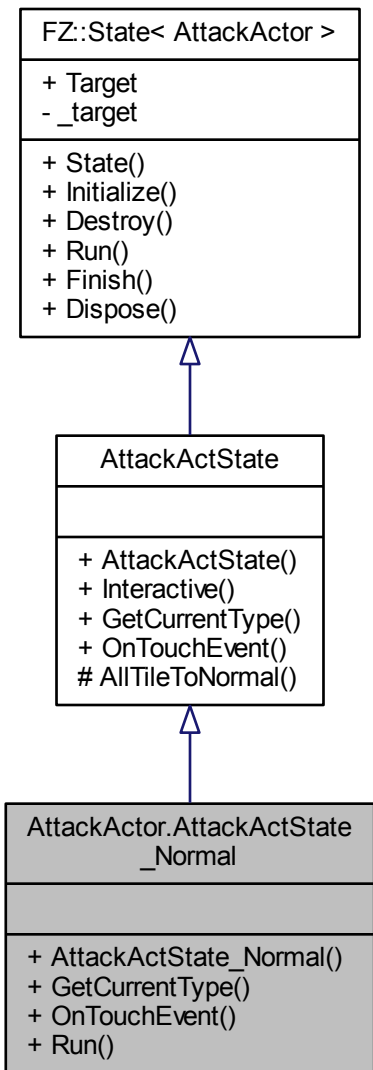 FZ::State< AttackActor >
+ Target
- _target
+ State()
+ Initialize()
+ Destroy()
+ Run()
+ Finish()
+ Dispose()
AttackActState
+ AttackActState()
+ Interactive()
+ GetCurrentType()
+ OnTouchEvent()
# AllTileToNormal()
AttackActor.AttackActState
_Normal
+ AttackActState_Normal()
+ GetCurrentType()
+ OnTouchEvent()
+ Run()